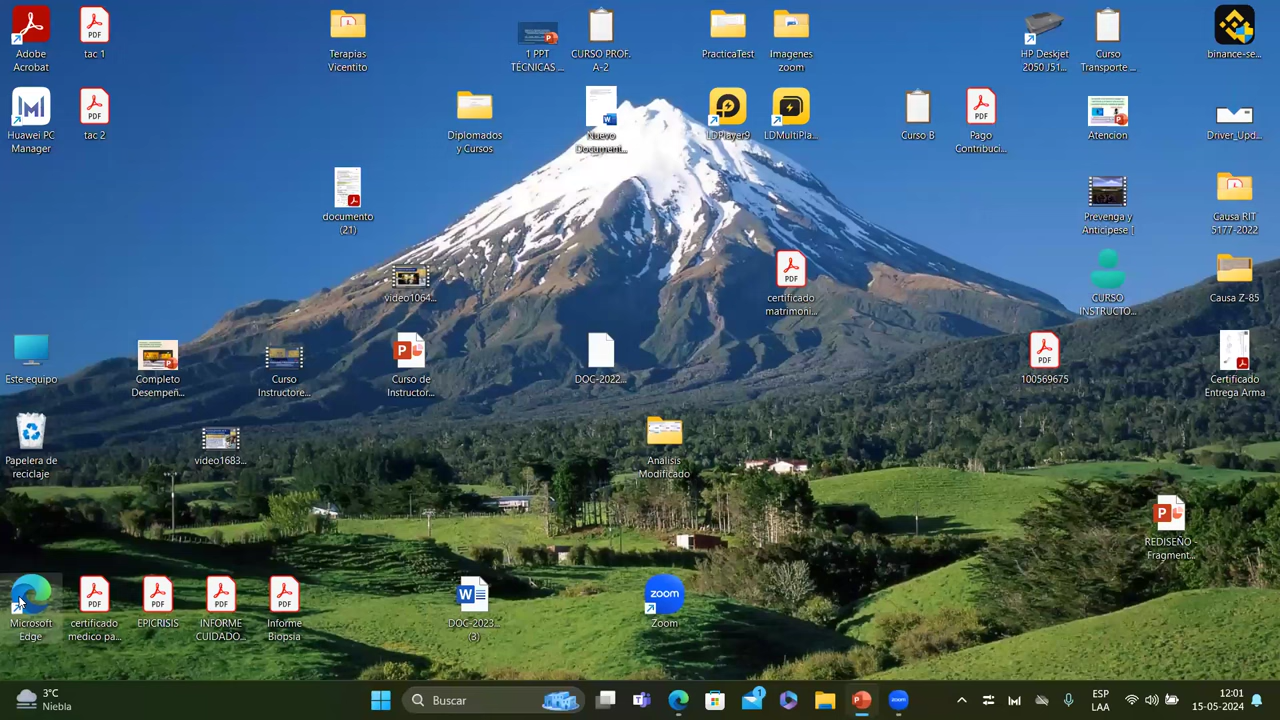 Adobe
Acrobat
tac 1
Terapias
Vicentito
1 PPT
TÉCNICAS ...
CURSO PROF.
A-2
PracticaTest
Imagenes
zoom
HP Deskjet
2050 J51...
Curso
Transporte ...
binance-se...
Huawei PC
Manager
tac 2
Diplomados
y Cursos
Nuevo
Document...
LDPlayer9
LDMultiPla...
Curso B
Pago
Contribuci...
Atencion
Driver_Upd...
documento
(21)
Prevenga y
Anticipese [
Causa RIT
5177-2022
video1064...
certificado
matrimoni...
CURSO
INSTRUCTO...
Causa Z-85
Este equipo
Completo
Desempeñ...
Curso
Instructore...
Curso de
Instructor...
DOC-2022...
100569675
Certificado
Entrega Arma
Papelera de
reciclaje
video1683...
Analisis
Modificado
REDISEÑO -
Fragment...
Microsoft
Edge
certificado
medico pa...
EPICRISIS
INFORME
CUIDADO...
Informe
Biopsia
DOC-2023...
(3)
zoom
Zoom
3°C
Niebla
Buscar
1
ESP
LAA
12:01
15-05-2024